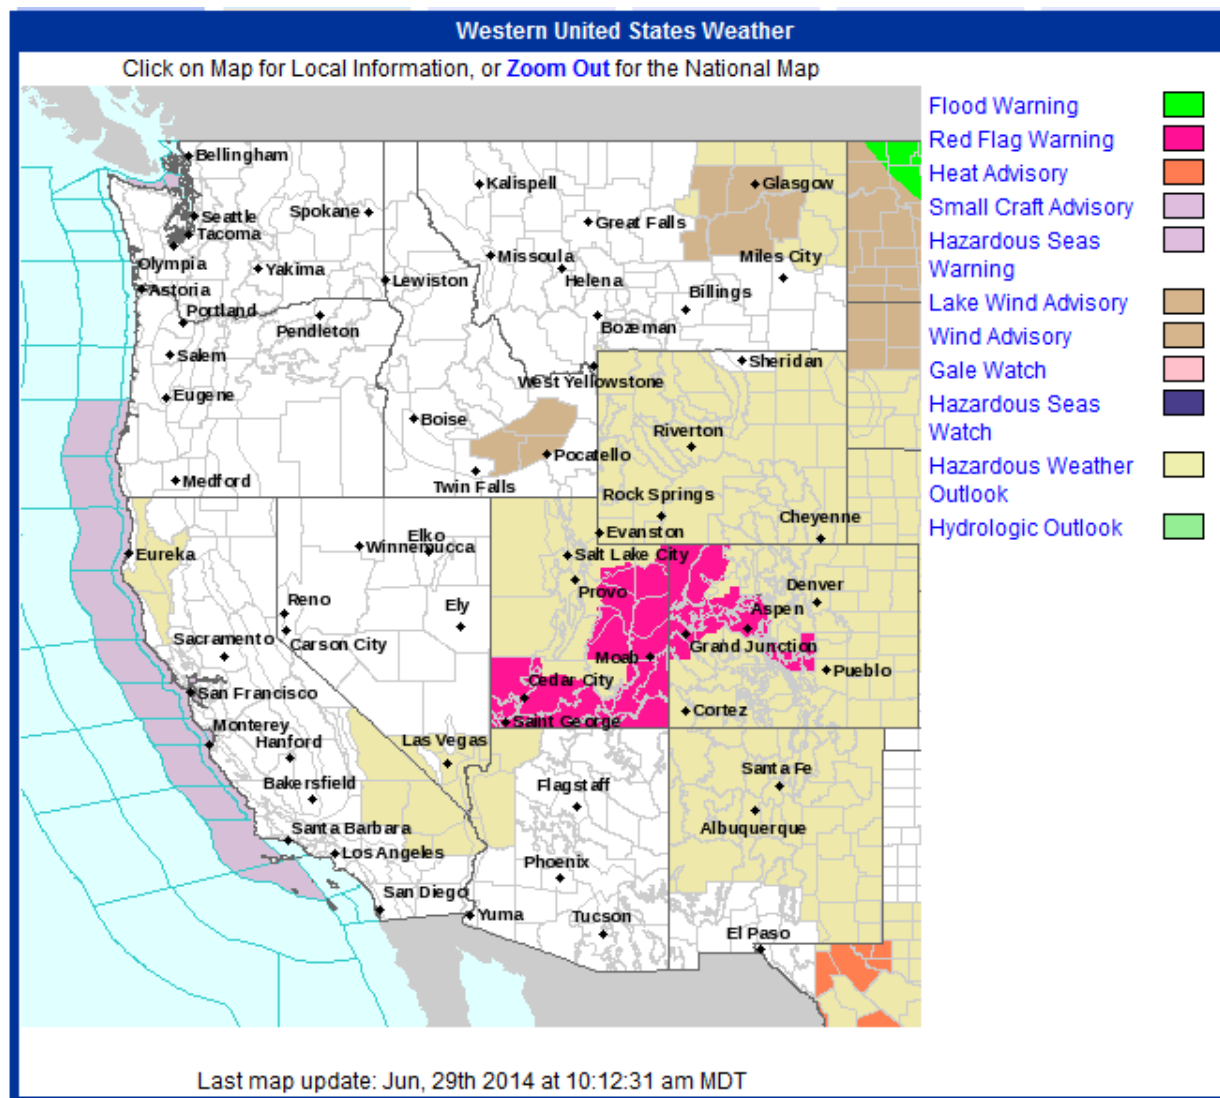 Western United States Weather
Click on Map for Local Information, or Zoom Out for the National Map
Flood Warning
Red Flag Warning
Heat Advisory
Small Craft Advisory
Hazardous Seas
Warning
Lake Wind Advisory
Wind Advisory
Gale Watch
Hazardous Seas
Watch
Hazardous Weather
Outlook
Hydrologic Outlook
Bellingham
Kalispell
Glasgow
Seattle
Spokane
Great Falls
Tacoma
Olympia
Yakima
Missoula
Miles City
Lewiston
Helena
Astoria
Billings
Portland
Pendleton
Bozeman
Salem
Sheridan
West Yellowstone
Eugene
Boise
Riverton
Pocatello
Medford
Twin Falls
Rock Springs
Cheyenne
Evanston
Elko
Winnemucca
Eureka
Salt Lake City
Denver
Provo
Reno
Ely
Aspen
Sacramento
Carson City
Grand Junction
Moab
Pueblo
Cedar City
San Francisco
Cortez
Saint George
Monterey
Hanford
Las Vegas
Santa Fe
Bakersfield
Flagstaff
Santa Barbara
Albuquerque
Los Angeles
Phoenix
San Diego
Yuma
Tucson
El Paso
Last map update: Jun, 29th 2014 at 10:12:31 am MDT